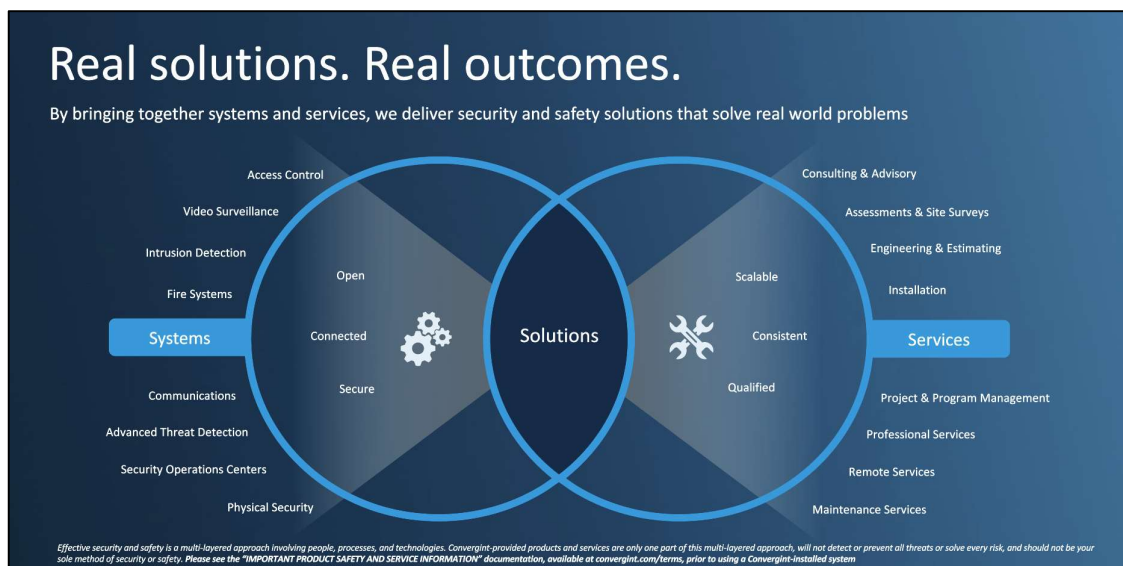 Real solutions. Real outcomes.
By bringing together systems and services, we deliver security and safety solutions that solve real world problems
Access Control
Video Surveillance
Intrusion Detection
Fire Systems
Systems
Communications
Advanced Threat Detection
Security Operations Centers
Physical Security
Open
Connected
Secure
Solutions
Scalable
Consistent
Qualified
Consulting & Advisory
Assessments & Site Surveys
Engineering & Estimating
Installation
Services
Project & Program Management
Professional Services
Remote Services
Maintenance Services
Effective security and safety is a multi-layered approach involving people, processes, and technologies. Convergint-provided products and services are only one part of this multi-layered approach, will not detect or prevent all threats or solve every risk, and should not be your
sole method of security or safety. Please see the “IMPORTANT PRODUCT SAFETY AND SERVICE INFORMATION” documentation, available at convergint.com/terms, prior to using a Convergint-installed system